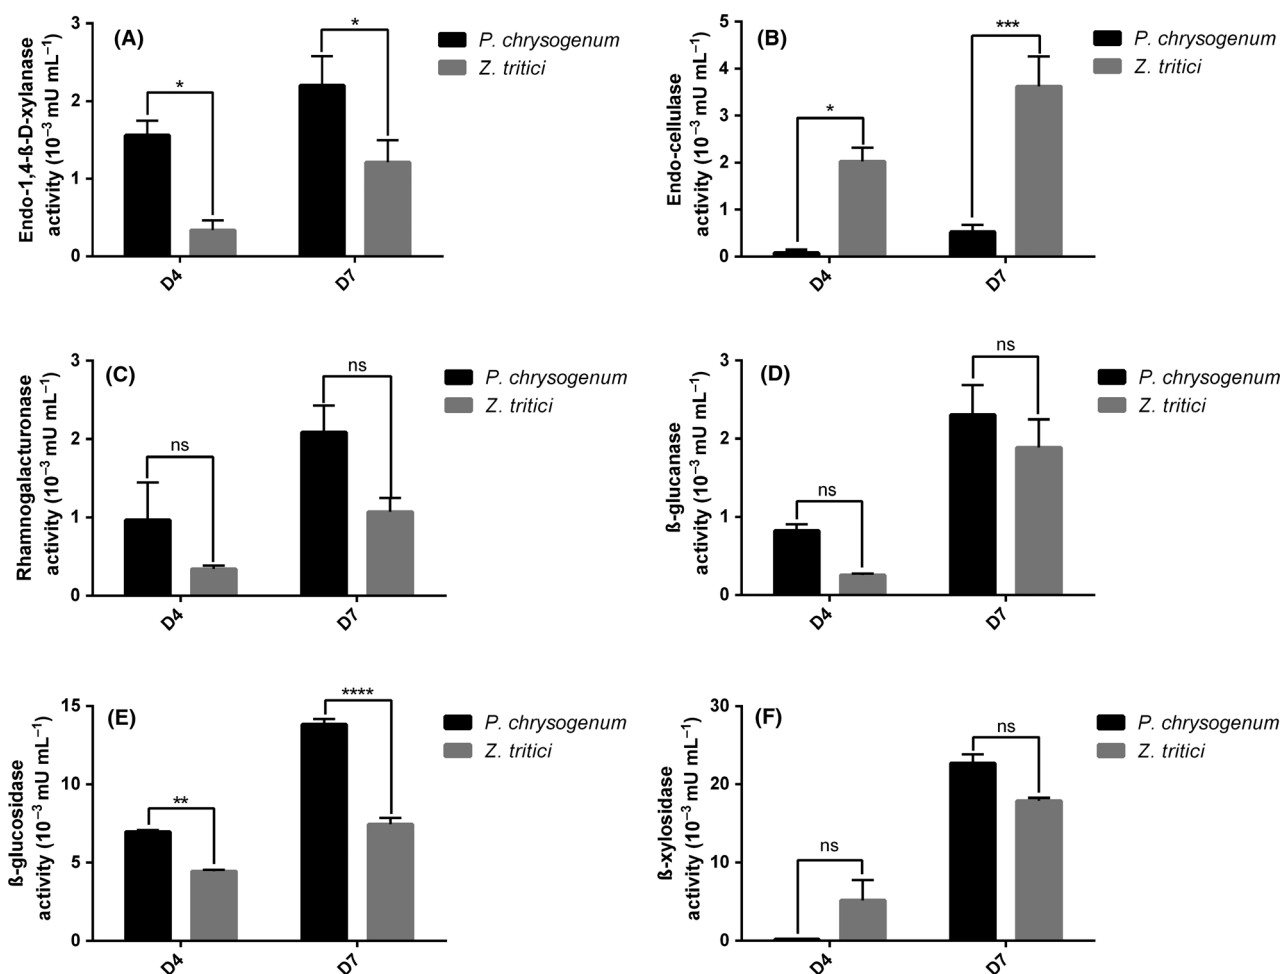 (A)
Endo-1,4-ß-D-xylanase
activity (10⁻³ mU mL⁻¹)
3
2
1
0
*
*
D4
D7
P. chrysogenum
Z. tritici
(B)
Endo-cellulase
activity (10⁻³ mU mL⁻¹)
5
4
3
2
1
0
*
***
D4
D7
P. chrysogenum
Z. tritici
(C)
Rhamnogalacturonase
activity (10⁻³ mU mL⁻¹)
3
2
1
0
ns
ns
D4
D7
P. chrysogenum
Z. tritici
(D)
ß-glucanase
activity (10⁻³ mU mL⁻¹)
3
2
1
0
ns
ns
D4
D7
P. chrysogenum
Z. tritici
(E)
ß-glucosidase
activity (10⁻³ mU mL⁻¹)
15
10
5
0
**
****
D4
D7
P. chrysogenum
Z. tritici
(F)
ß-xylosidase
activity (10⁻³ mU mL⁻¹)
30
20
10
0
ns
ns
D4
D7
P. chrysogenum
Z. tritici